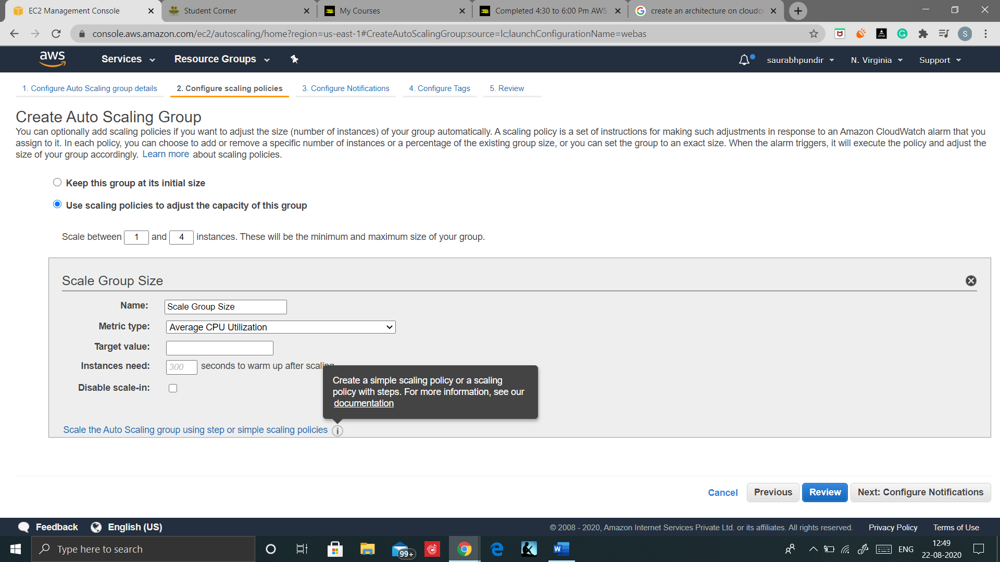 EC2 Management Console
Student Corner
My Courses
Completed 4:30 to 6:00 Pm AWS
create an architecture on cloudcr
console.aws.amazon.com/ec2/autoscaling/home?region=us-east-1#CreateAutoScalingGroup:source=lc;launchConfigurationName=webas
S
aws
Services
Resource Groups
saurabhpundir
N. Virginia
Support
1. Configure Auto Scaling group details
2. Configure scaling policies
3. Configure Notifications
4. Configure Tags
5. Review
Create Auto Scaling Group
You can optionally add scaling policies if you want to adjust the size (number of instances) of your group automatically. A scaling policy is a set of instructions for making such adjustments in response to an Amazon CloudWatch alarm that you
assign to it. In each policy, you can choose to add or remove a specific number of instances or a percentage of the existing group size, or you can set the group to an exact size. When the alarm triggers, it will execute the policy and adjust the
size of your group accordingly. Learn more about scaling policies.
Keep this group at its initial size
Use scaling policies to adjust the capacity of this group
Scale between 1 and 4 instances. These will be the minimum and maximum size of your group.
Scale Group Size
Name: Scale Group Size
Metric type: Average CPU Utilization
Target value:
Instances need: 300 seconds to warm up after scaling
Disable scale-in:
Create a simple scaling policy or a scaling
policy with steps. For more information, see our
documentation
Scale the Auto Scaling group using step or simple scaling policies i
Cancel
Previous
Review
Next: Configure Notifications
Feedback
English (US)
© 2008 - 2020, Amazon Internet Services Private Ltd. or its affiliates. All rights reserved.
Privacy Policy
Terms of Use
Type here to search
99+
ENG
12:49
22-08-2020